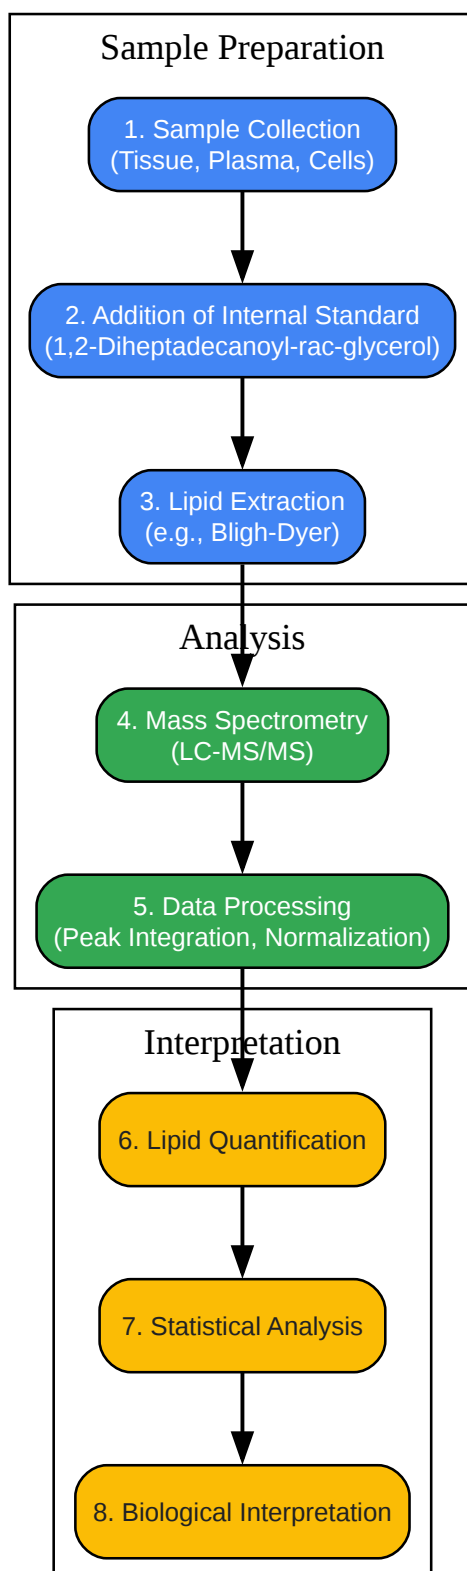 Sample Preparation
1. Sample Collection
(Tissue, Plasma, Cells)
2. Addition of Internal Standard
(1,2-Diheptadecanoyl-rac-glycerol)
3. Lipid Extraction
(e.g., Bligh-Dyer)
Analysis
4. Mass Spectrometry
(LC-MS/MS)
5. Data Processing
(Peak Integration, Normalization)
Interpretation
6. Lipid Quantification
7. Statistical Analysis
8. Biological Interpretation